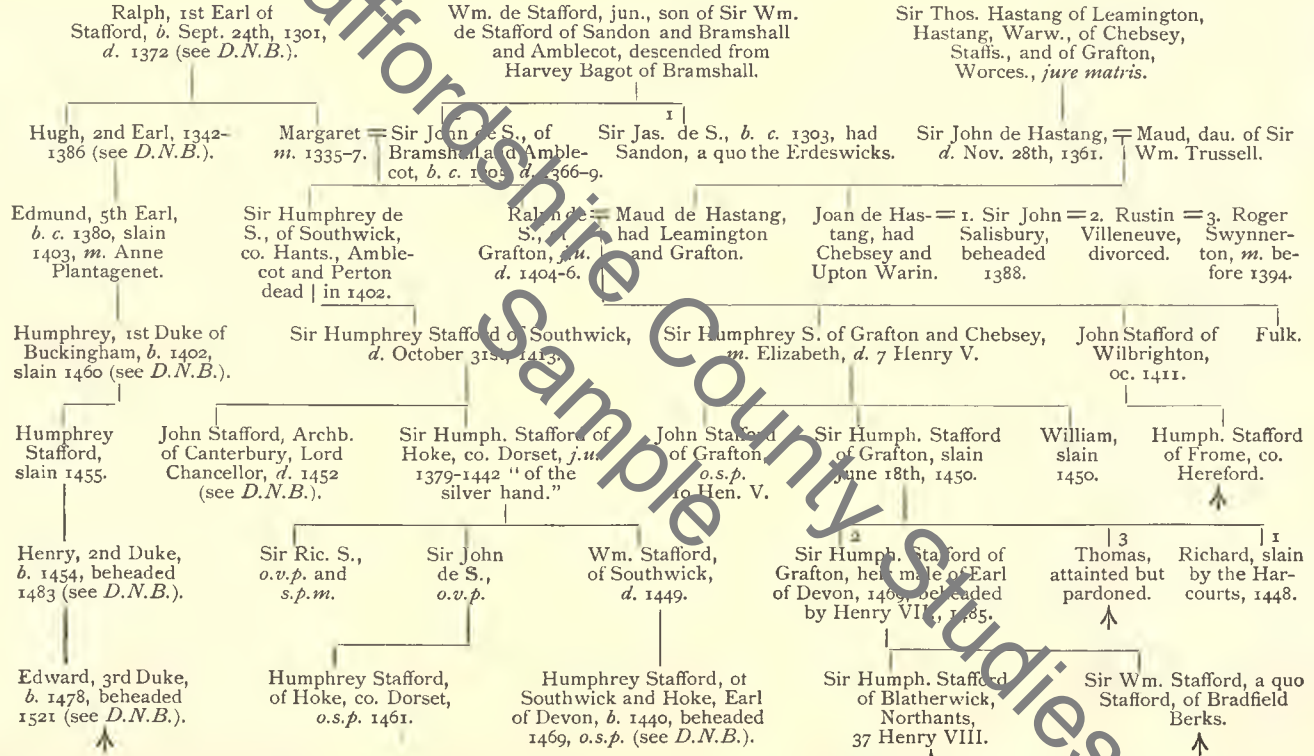 Ralph, 1st Earl of
Stafford, b. Sept. 24th, 1301,
d. 1372 (see D.N.B.).
Wm. de Stafford, jun., son of Sir Wm.
de Stafford of Sandon and Bramshall
and Amblecot, descended from
Harvey Bagot of Bramshall.
Sir Thos. Hastang of Leamington,
Hastang, Warw., of Chebsey,
Staffs., and of Grafton,
Worces., jure matris.
Hugh, 2nd Earl, 1342-
1386 (see D.N.B.).
Margaret =
m. 1335-7.
Sir John de S., of
Bramshall and Amble-
cot, b. c. 1305, d. 1366-9.
1
Sir Jas. de S., b. c. 1303, had
Sandon, a quo the Erdeswicks.
Sir John de Hastang, =
d. Nov. 28th, 1361.
Maud, dau. of Sir
Wm. Trussell.
Edmund, 5th Earl,
b. c. 1380, slain
1403, m. Anne
Plantagenet.
Sir Humphrey de
S., of Southwick,
co. Hants., Amble-
cot and Perton
dead in 1402.
Ralph de =
S., of
Grafton, j.u.
d. 1404-6.
Maud de Hastang,
had Leamington
and Grafton.
Joan de Has- =
tang, had
Chebsey and
Upton Warin.
1. Sir John =
Salisbury,
beheaded
1388.
2. Rustin =
Villeneuve,
divorced.
3. Roger
Swynner-
ton, m. be-
fore 1394.
Humphrey, 1st Duke of
Buckingham, b. 1402,
slain 1460 (see D.N.B.).
Sir Humphrey Stafford of Southwick,
d. October 31st, 1413.
Sir Humphrey S. of Grafton and Chebsey,
m. Elizabeth, d. 7 Henry V.
John Stafford of
Wilbrighton,
oc. 1411.
Fulk.
Humphrey
Stafford,
slain 1455.
John Stafford, Archb.
of Canterbury, Lord
Chancellor, d. 1452
(see D.N.B.).
Sir Humph. Stafford of
Hoke, co. Dorset, j.u.
1379-1442 "of the
silver hand."
John Stafford
of Grafton,
o.s.p.
10 Hen. V.
Sir Humph. Stafford
of Grafton, slain
June 18th, 1450.
William,
slain
1450.
Humph. Stafford
of Frome, co.
Hereford.
Henry, 2nd Duke,
b. 1454, beheaded
1483 (see D.N.B.).
Sir Ric. S.,
o.v.p. and
s.p.m.
Sir John
de S.,
o.v.p.
Wm. Stafford,
of Southwick,
d. 1449.
2
Sir Humph. Stafford of
Grafton, heir male of Earl
of Devon, 1469, beheaded
by Henry VII., 1485.
3
Thomas,
attainted but
pardoned.
1
Richard, slain
by the Har-
courts, 1448.
Edward, 3rd Duke,
b. 1478, beheaded
1521 (see D.N.B.).
Humphrey Stafford,
of Hoke, co. Dorset,
o.s.p. 1461.
Humphrey Stafford, of
Southwick and Hoke, Earl
of Devon, b. 1440, beheaded
1469, o.s.p. (see D.N.B.).
Sir Humph. Stafford
of Blatherwick,
Northants,
37 Henry VIII.
Sir Wm. Stafford, a quo
Stafford, of Bradfield
Berks.
Staffordshire County Studies
Sample